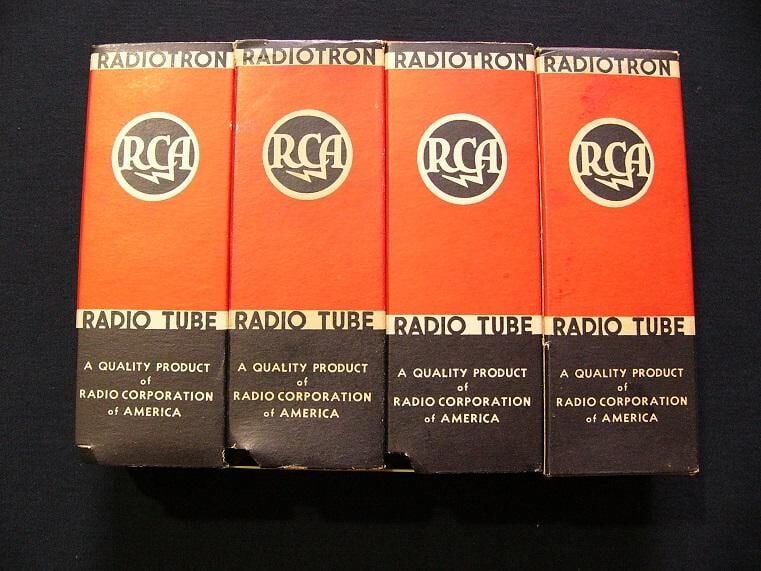 RADIOTRON
RCA
RADIO TUBE
A QUALITY PRODUCT
of
RADIO CORPORATION
of AMERICA
RADIOTRON
RCA
RADIO TUBE
A QUALITY PRODUCT
of
RADIO CORPORATION
of AMERICA
RADIOTRON
RCA
RADIO TUBE
A QUALITY PRODUCT
of
RADIO CORPORATION
of AMERICA
RADIOTRON
RCA
RADIO TUBE
A QUALITY PRODUCT
of
RADIO CORPORATION
of AMERICA